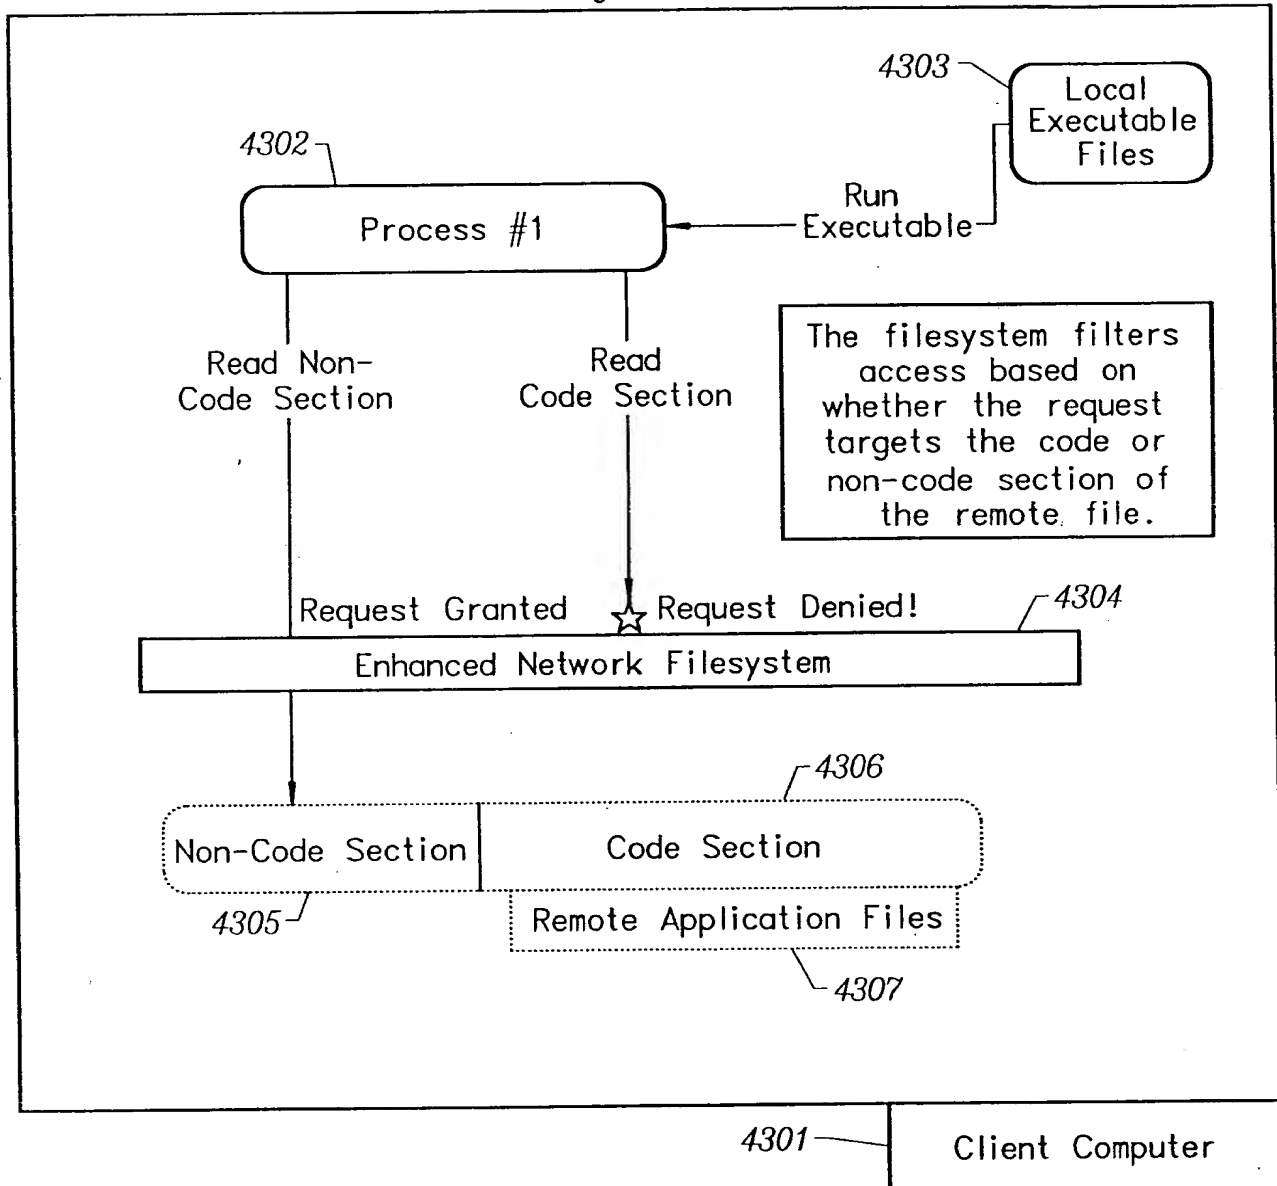 4303
Local
Executable
Files
4302
Process #1
Run
Executable
Read Non-
Code Section
Read
Code Section
The filesystem filters
access based on
whether the request
targets the code or
non-code section of
the remote file.
Request Granted
Request Denied!
4304
Enhanced Network Filesystem
4306
Non-Code Section
Code Section
4305
Remote Application Files
4307
4301
Client Computer